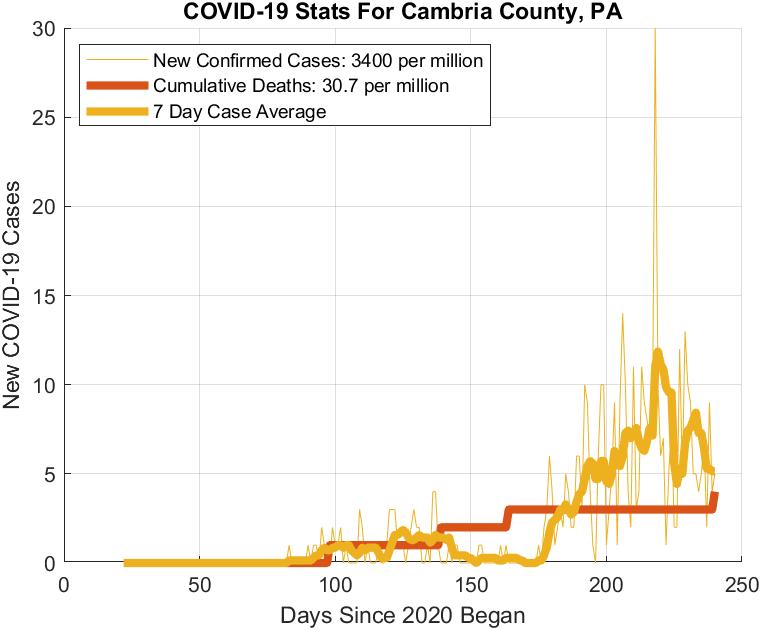 COVID-19 Stats For Cambria County, PA
New Confirmed Cases: 3400 per million
Cumulative Deaths: 30.7 per million
7 Day Case Average
New COVID-19 Cases
30
25
20
15
10
5
0
0 50 100 150 200 250
Days Since 2020 Began